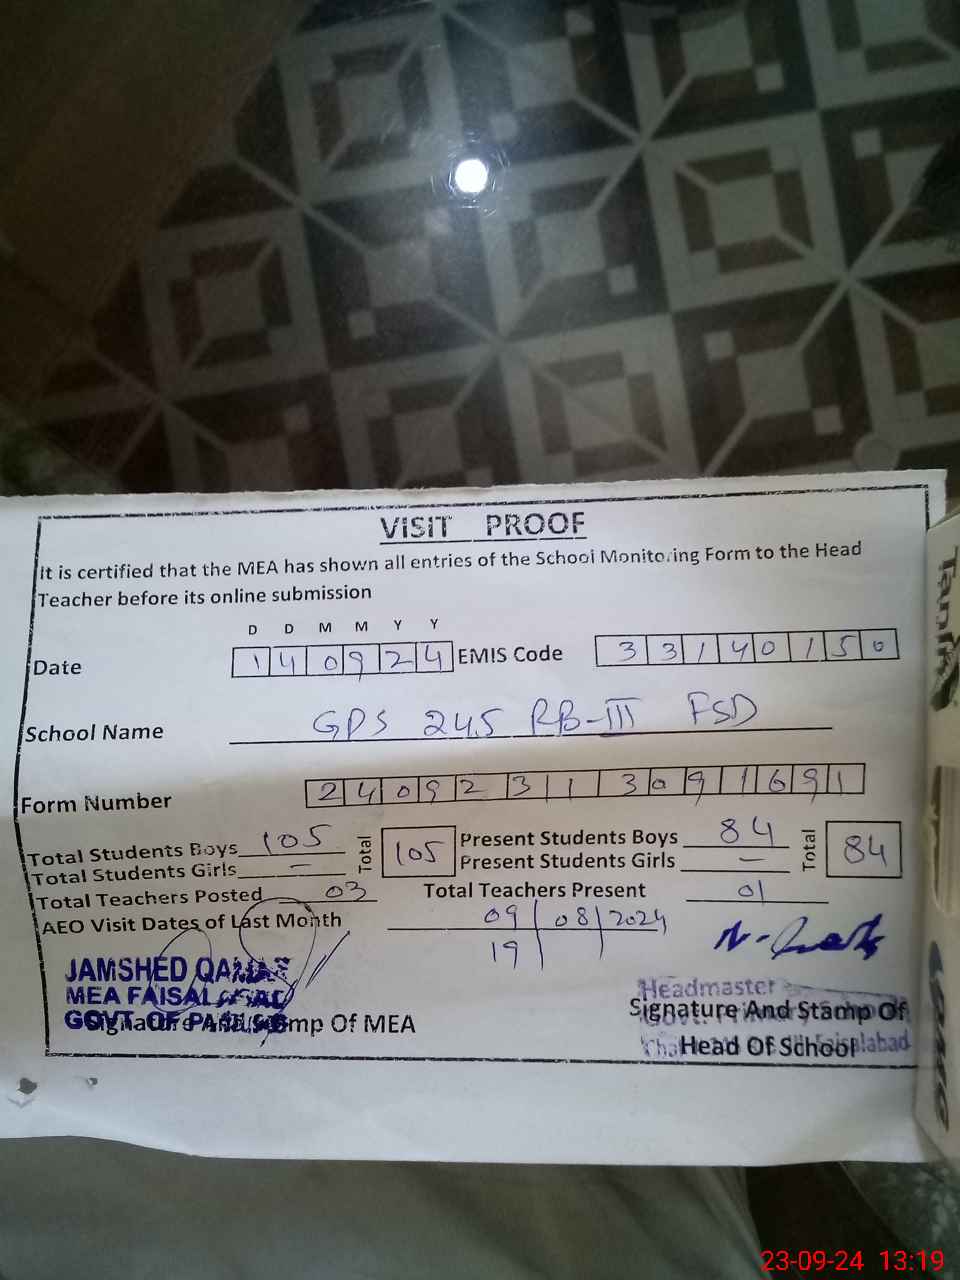 VISIT PROOF
It is certified that the MEA has shown all entries of the School Monitoring Form to the Head
Teacher before its online submission
D D M M Y Y
Date 1 4 0 9 2 4 EMIS Code 3 3 1 4 0 1 5 0
School Name GPS 245 RB-III FSD
Form Number 2 4 0 9 2 3 1 3 0 9 1 6 9 1
Total Students Boys 105 Total 105 Present Students Boys 84 Total 84
Total Students Girls — Present Students Girls —
Total Teachers Posted 03 Total Teachers Present 01
AEO Visit Dates of Last Month 09 08 2024
19
JAMSHED QAMAR
MEA FAISALABAD
GOVT. OF
Signature And Stamp Of MEA
Headmaster
Signature And Stamp Of
Govt. Primary
Head Of School
Faisalabad
23-09-24 13:19